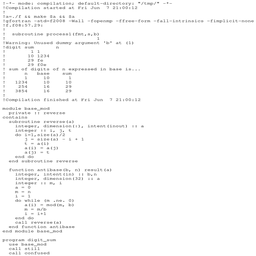 !-*- mode: compilation; default-directory: "/tmp/" -*-
!Compilation started at Fri Jun  7 21:00:12
!
!a=./f && make $a && $a
!gfortran -std=f2008 -Wall -fopenmp -ffree-form -fall-intrinsics -fimplicit-none
!f.f08:57.29:
!
!  subroutine process1(fmt,s,b)
!
!Warning: Unused dummy argument 'b' at (1)
!digit sum       n
!          1 1
!         10 1234
!         29 fe
!         29 f0e
! sum of digits of n expressed in base is...
!      n   base    sum
!      1     10      1
!   1234     10     10
!    254     16     29
!   3854     16     29
!
!Compilation finished at Fri Jun  7 21:00:12

module base_mod
  private :: reverse
contains
  subroutine reverse(a)
    integer, dimension(:), intent(inout) :: a
    integer :: i, j, t
    do i=1,size(a)/2
       j = size(a) - i + 1
       t = a(i)
       a(i) = a(j)
       a(j) = t
    end do
  end subroutine reverse

  function antibase(b, n) result(a)
    integer, intent(in) :: b,n
    integer, dimension(32) :: a
    integer :: m, i
    a = 0
    m = n
    i = 1
    do while (m .ne. 0)
       a(i) = mod(m, b)
       m = m/b
       i = i+1
    end do
    call reverse(a)
  end function antibase
end module base_mod

program digit_sum
  use base_mod
  call still
  call confused